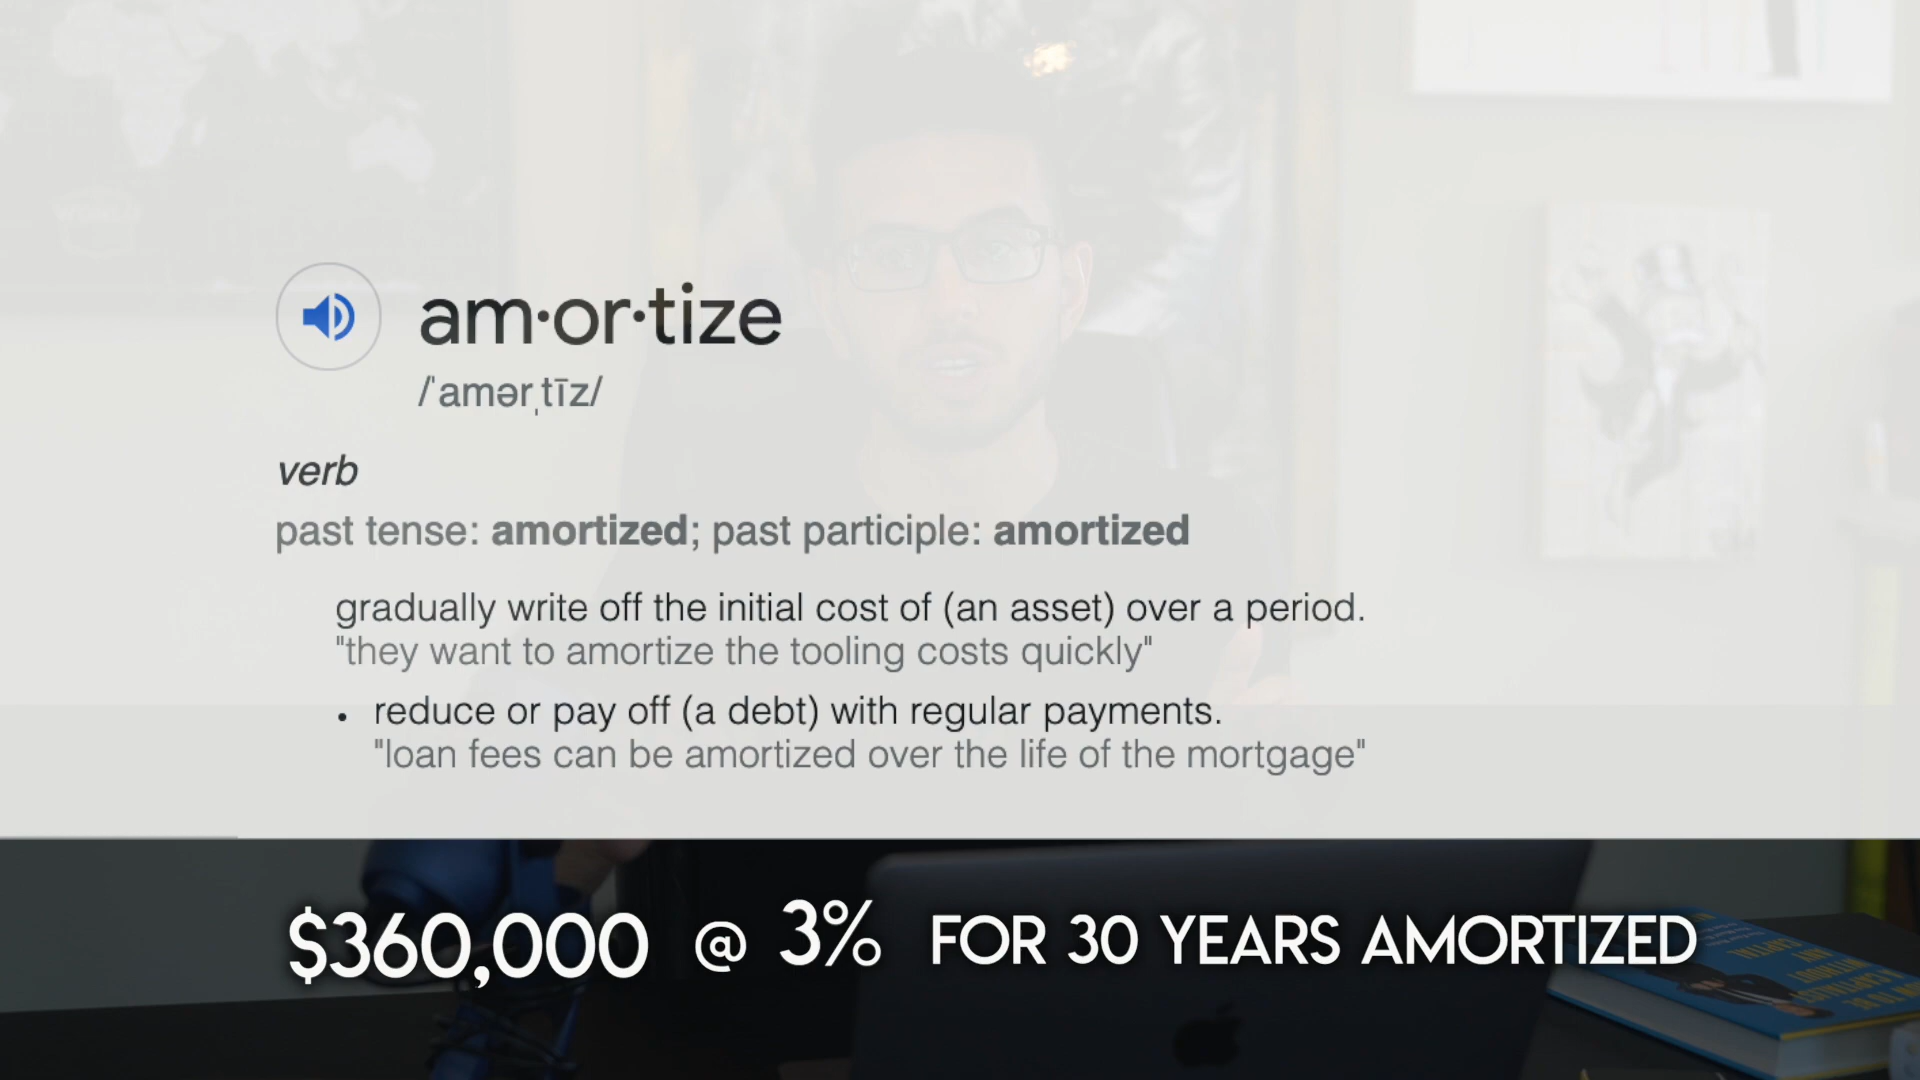 am·or·tize
/ˈamərˌtīz/
verb
past tense: amortized; past participle: amortized
gradually write off the initial cost of (an asset) over a period.
"they want to amortize the tooling costs quickly"
• reduce or pay off (a debt) with regular payments.
"loan fees can be amortized over the life of the mortgage"
$360,000 @ 3% FOR 30 YEARS AMORTIZED